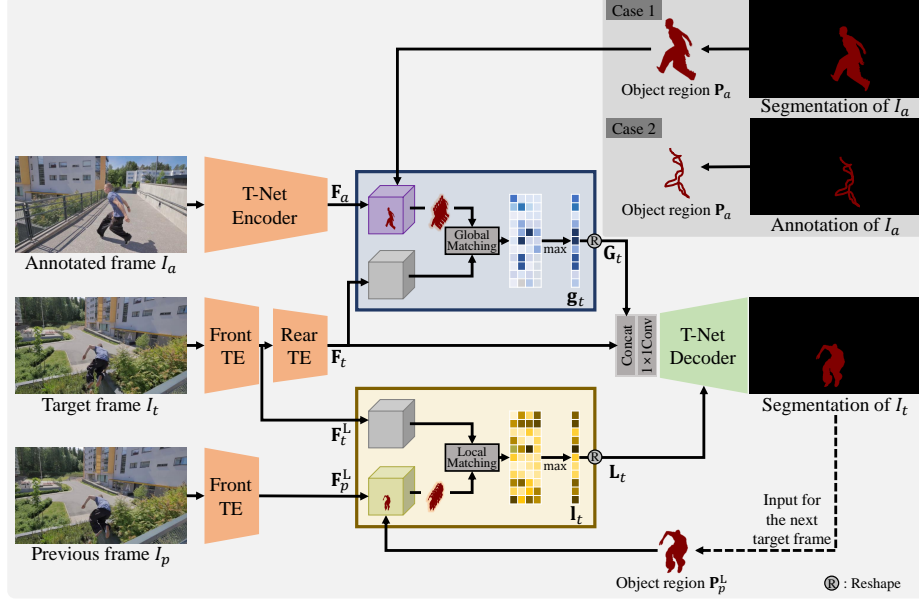 Case 1
Object region P_a
Segmentation of I_a
Case 2
Object region P_a
Annotation of I_a
T-Net
Encoder
F_a
Annotated frame I_a
Global
Matching
max
g_t
R
G_t
Front
TE
Rear
TE
F_t
Target frame I_t
Concat
1×1Conv
T-Net
Decoder
Segmentation of I_t
F_t^L
F_p^L
Local
Matching
max
l_t
R
L_t
Front
TE
Previous frame I_p
Input for
the next
target frame
Object region P_p^L
R : Reshape